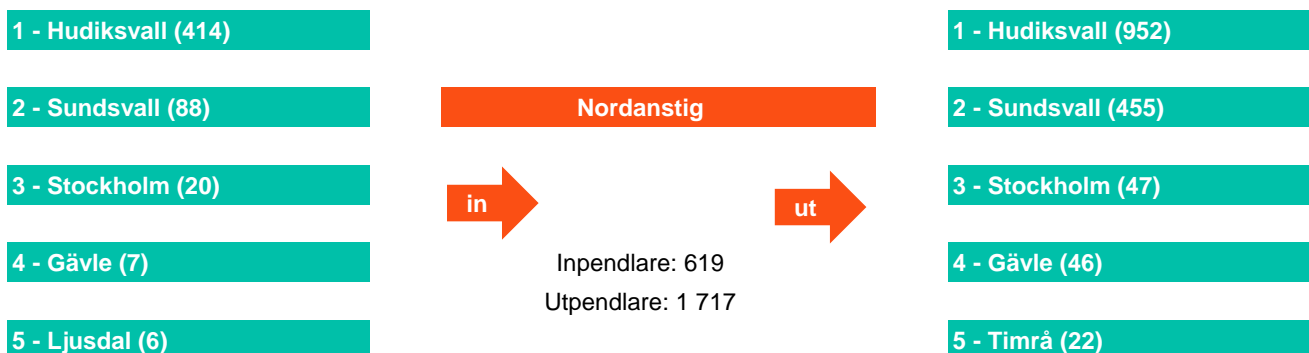 1 - Hudiksvall (414)
2 - Sundsvall (88)
3 - Stockholm (20)
4 - Gävle (7)
5 - Ljusdal (6)
Nordanstig
in
ut
Inpendlare: 619
Utpendlare: 1 717
1 - Hudiksvall (952)
2 - Sundsvall (455)
3 - Stockholm (47)
4 - Gävle (46)
5 - Timrå (22)